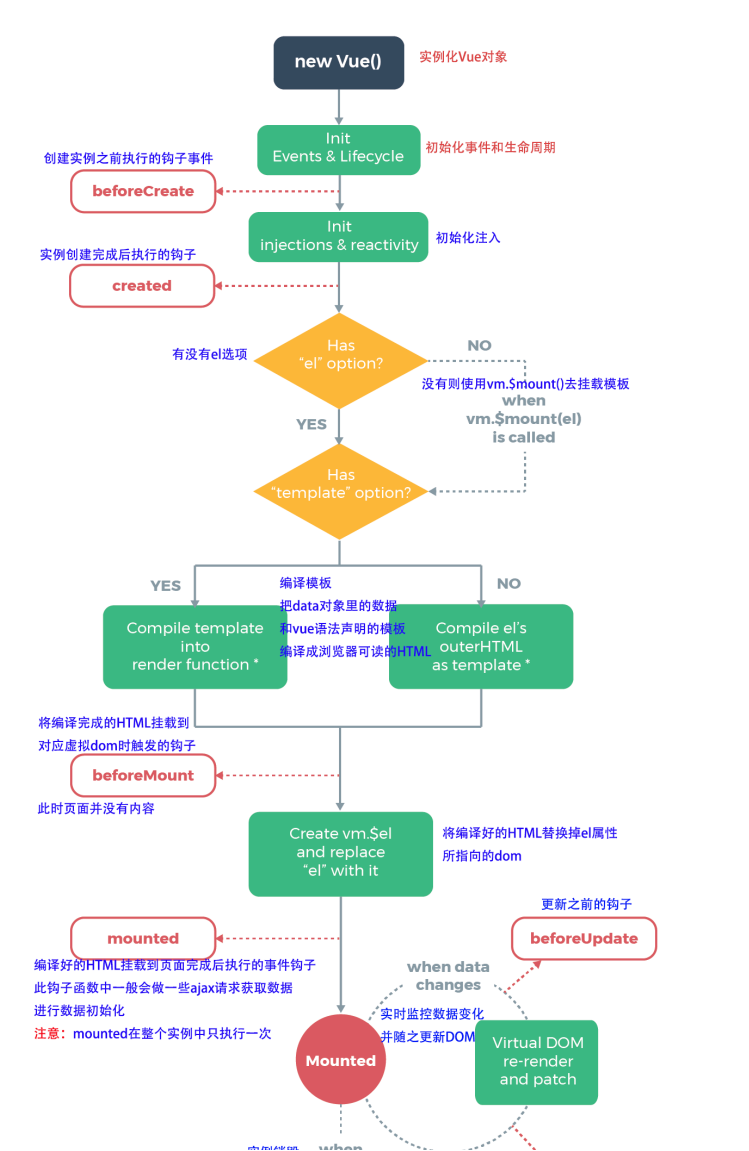 new Vue()
实例化Vue对象
Init
Events & Lifecycle
初始化事件和生命周期
创建实例之前执行的钩子事件
beforeCreate
Init
injections & reactivity
初始化注入
实例创建完成后执行的钩子
created
Has
“el” option?
有没有el选项
NO
没有则使用vm.$mount()去挂载模板
when
vm.$mount(el)
is called
YES
Has
“template” option?
YES
NO
编译模板
把data对象里的数据
和vue语法声明的模板
编译成浏览器可读的HTML
Compile template
into
render function *
Compile el’s
outerHTML
as template *
将编译完成的HTML挂载到
对应虚拟dom时触发的钩子
beforeMount
此时页面并没有内容
Create vm.$el
and replace
“el” with it
将编译好的HTML替换掉el属性
所指向的dom
更新之前的钩子
beforeUpdate
mounted
编译好的HTML挂载到页面完成后执行的事件钩子
此钩子函数中一般会做一些ajax请求获取数据
进行数据初始化
注意：mounted在整个实例中只执行一次
when data
changes
实时监控数据变化
并随之更新DOM
Mounted
Virtual DOM
re-render
and patch
实例销毁
when